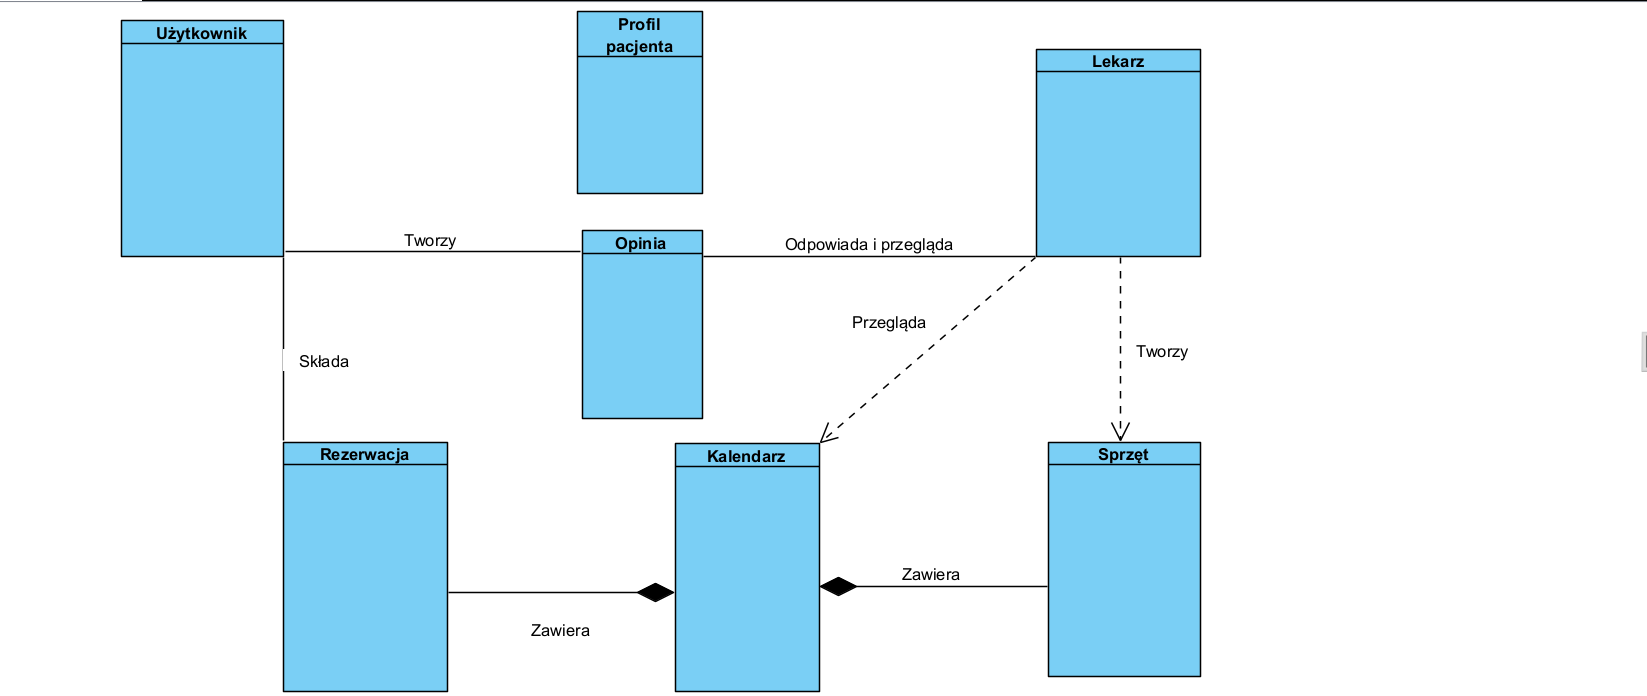 Użytkownik
Profil
pacjenta
Lekarz
Tworzy
Opinia
Odpowiada i przegląda
Przegląda
Tworzy
Składa
Rezerwacja
Kalendarz
Sprzęt
Zawiera
Zawiera